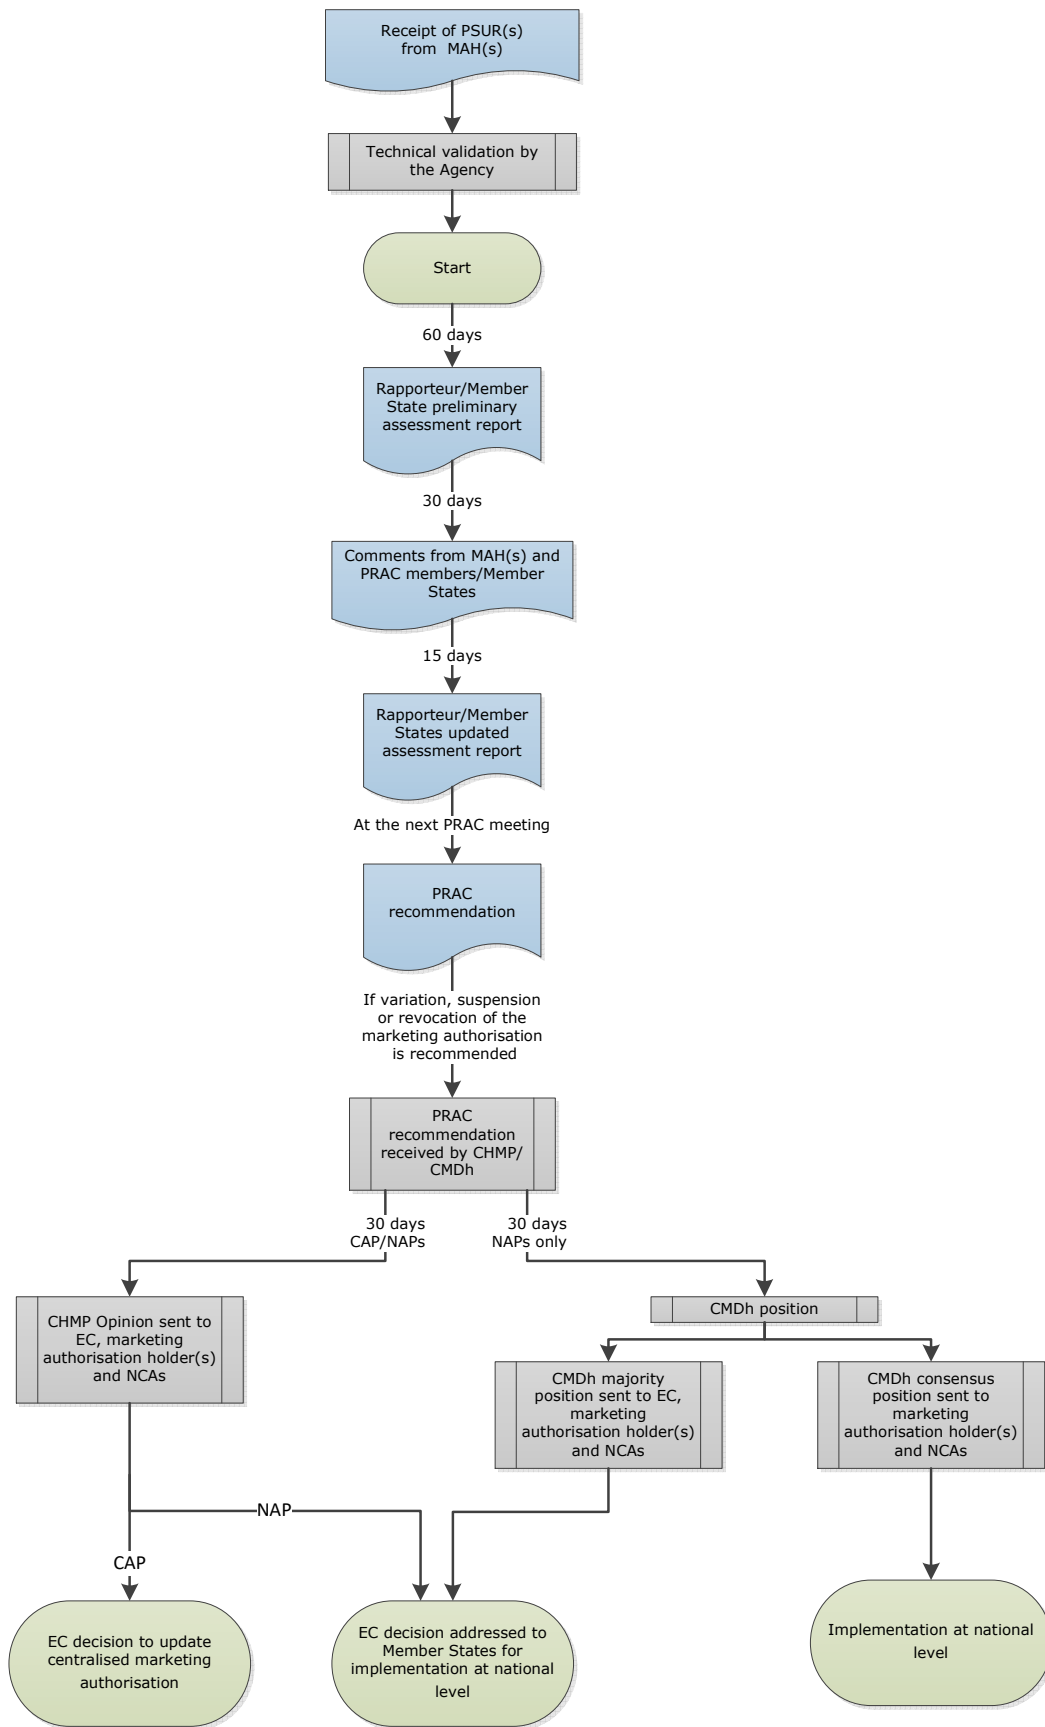 Receipt of PSUR(s)
from MAH(s)
Technical validation by
the Agency
Start
60 days
Rapporteur/Member
State preliminary
assessment report
30 days
Comments from MAH(s) and
PRAC members/Member
States
15 days
Rapporteur/Member
States updated
assessment report
At the next PRAC meeting
PRAC
recommendation
If variation, suspension
or revocation of the
marketing authorisation
is recommended
PRAC
recommendation
received by CHMP/
CMDh
30 days
CAP/NAPs
30 days
NAPs only
CHMP Opinion sent to
EC, marketing
authorisation holder(s)
and NCAs
CMDh position
CMDh majority
position sent to EC,
marketing
authorisation holder(s)
and NCAs
CMDh consensus
position sent to
marketing
authorisation holder(s)
and NCAs
NAP
CAP
EC decision to update
centralised marketing
authorisation
EC decision addressed to
Member States for
implementation at national
level
Implementation at national
level